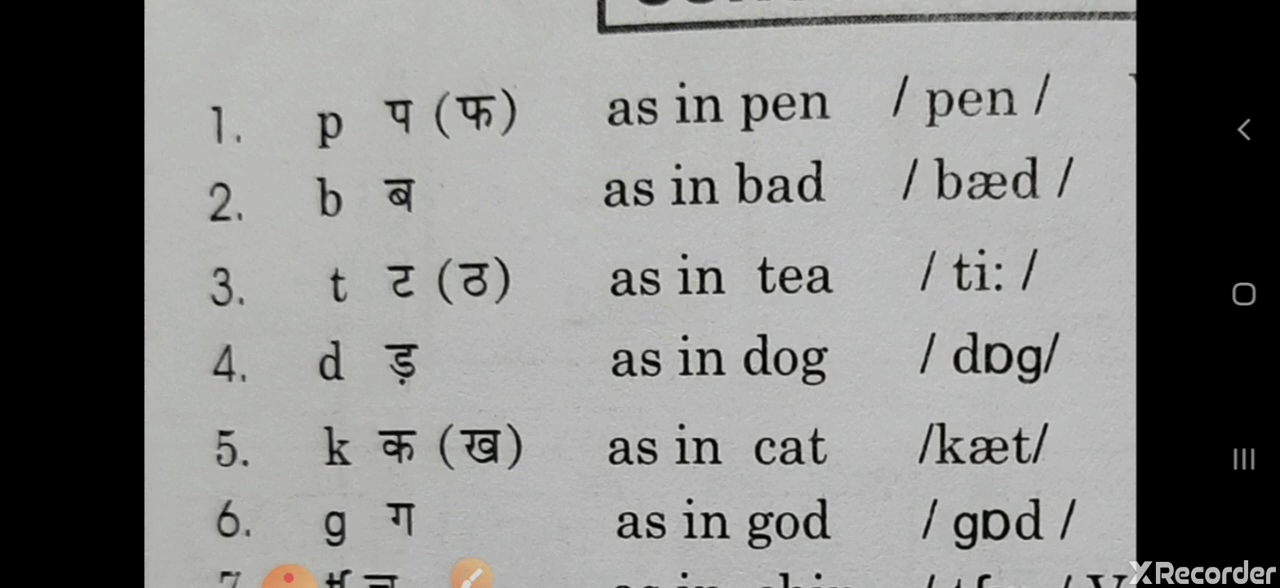 1. p प (फ) as in pen / pen /
2. b ब as in bad / bæd /
3. t ट (ठ) as in tea / ti: /
4. d ड़ as in dog / dɒg/
5. k क (ख) as in cat /kæt/
6. g ग as in god / gɒd /
XRecorder